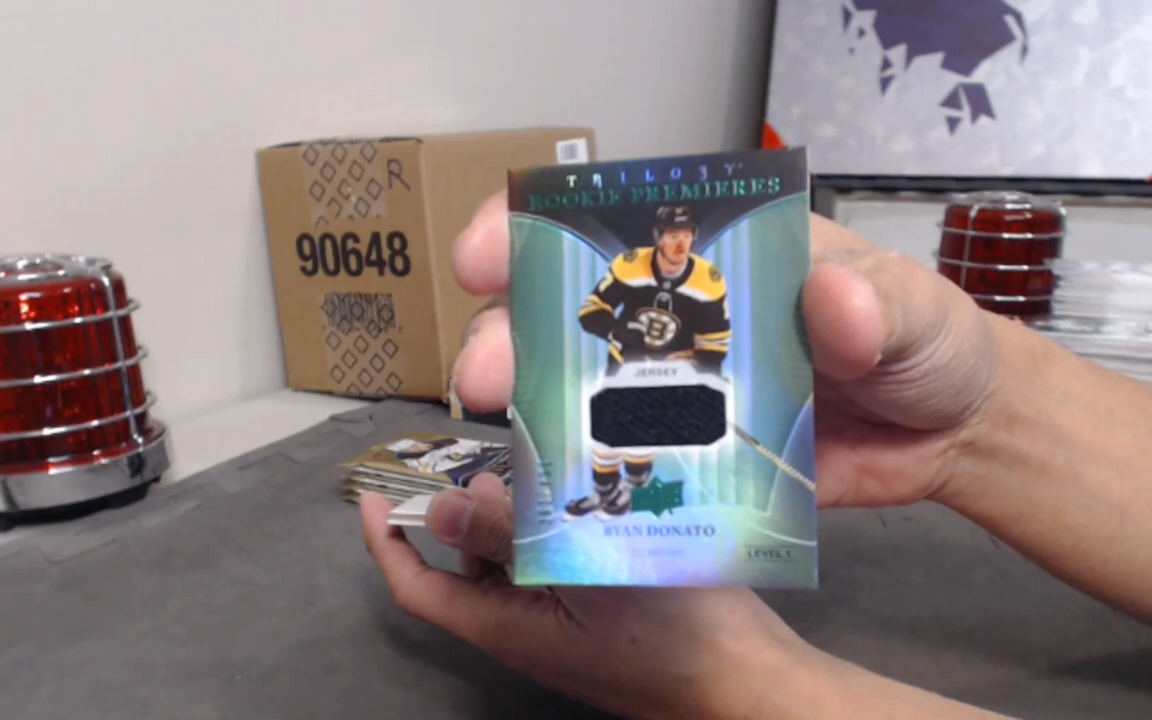 R
90648
TRILOGY
ROOKIE PREMIERES
B
JERSEY
RYAN DONATO
LEVEL 1